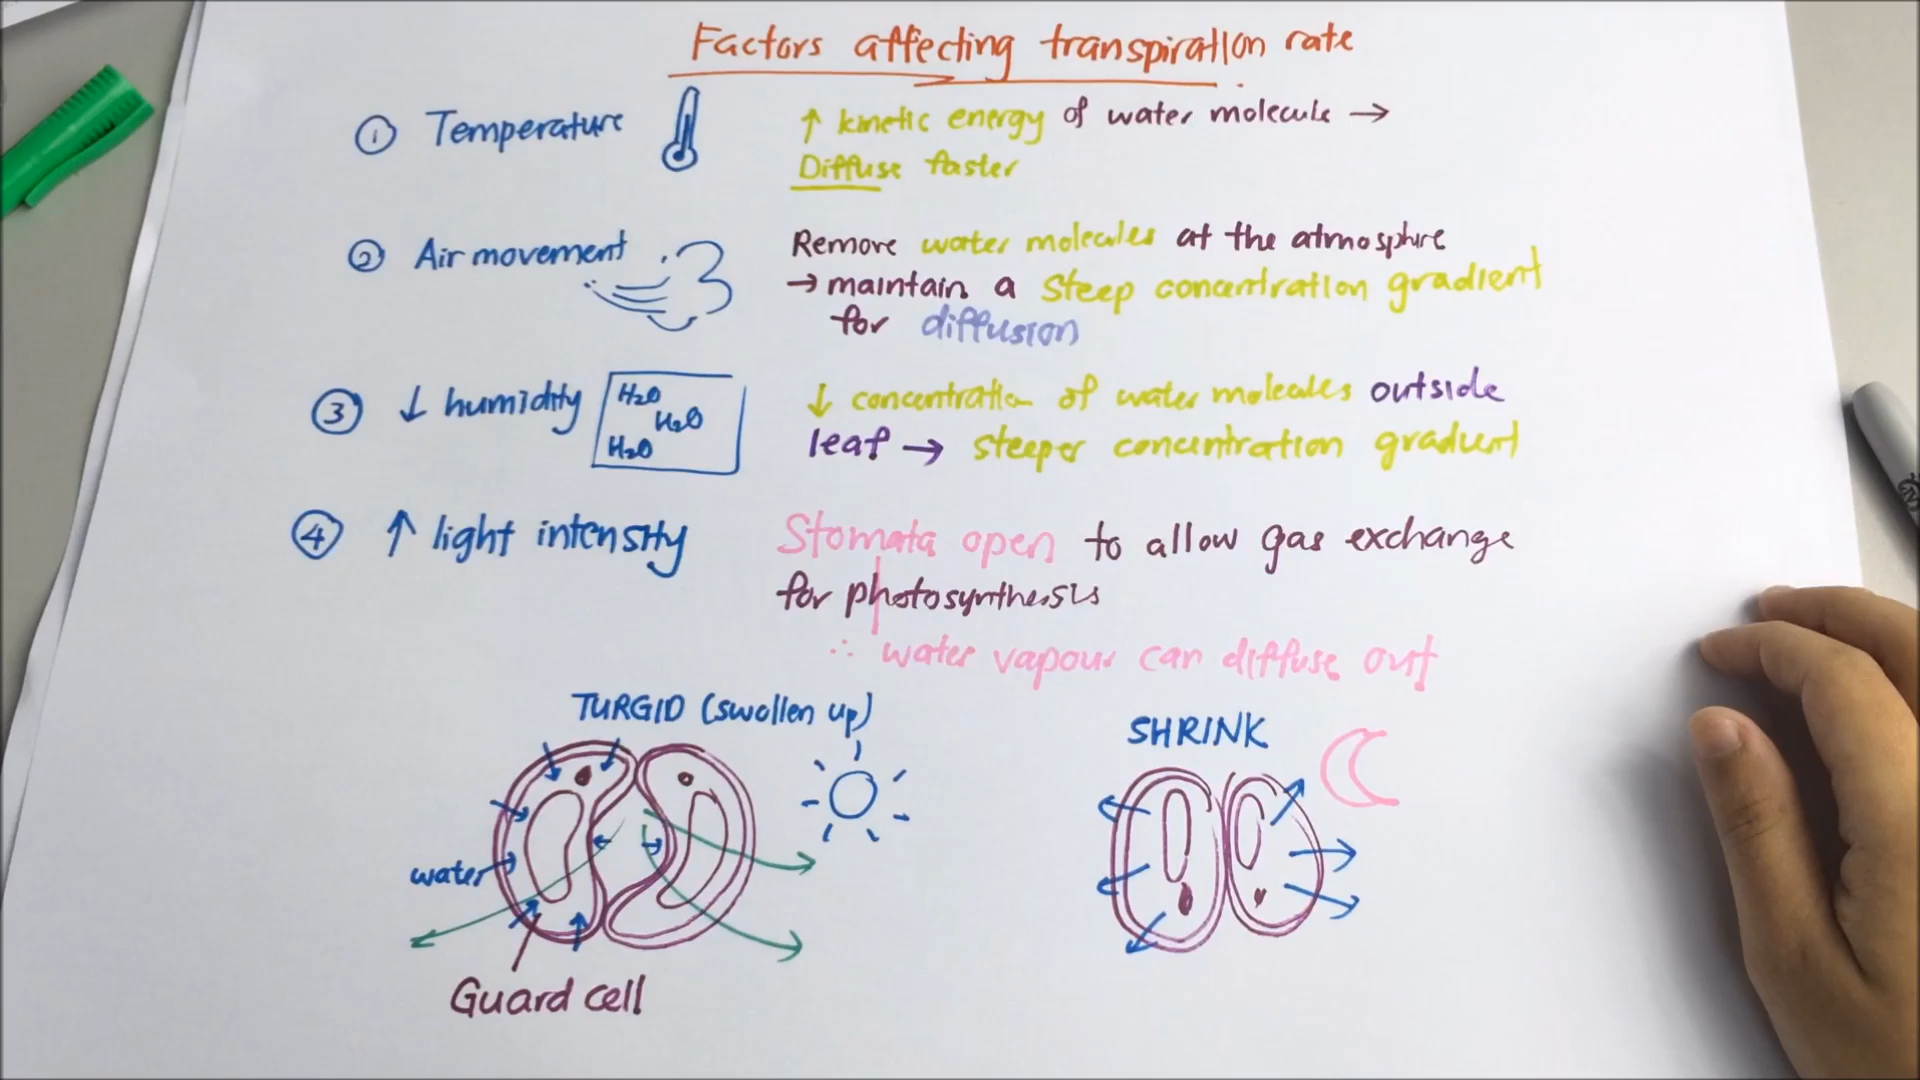 Factors affecting transpiration rate
① Temperature
↑ kinetic energy of water molecule →
Diffuse faster
② Air movement
Remove water molecules at the atmosphire
→ maintain a steep concentration gradient
for diffusion
③ ↓ humidity
H₂O
H₂O
H₂O
↓ concentration of water molecules outside
leaf → steeper concentration gradient
④ ↑ light intensity
Stomata open to allow gas exchange
for photosynthesis
∴ water vapour can diffuse out
TURGID (swollen up)
SHRINK
water
Guard cell